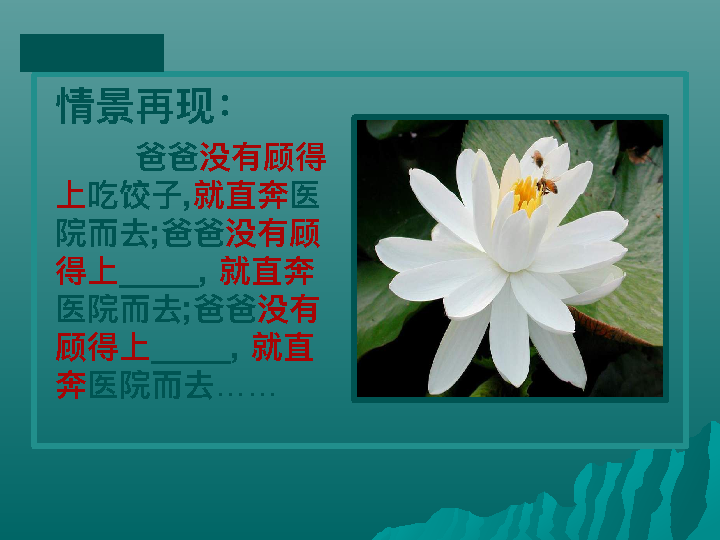 情景再现：
爸爸没有顾得
上吃饺子,就直奔医
院而去;爸爸没有顾
得上_____, 就直奔
医院而去;爸爸没有
顾得上_____, 就直
奔医院而去……